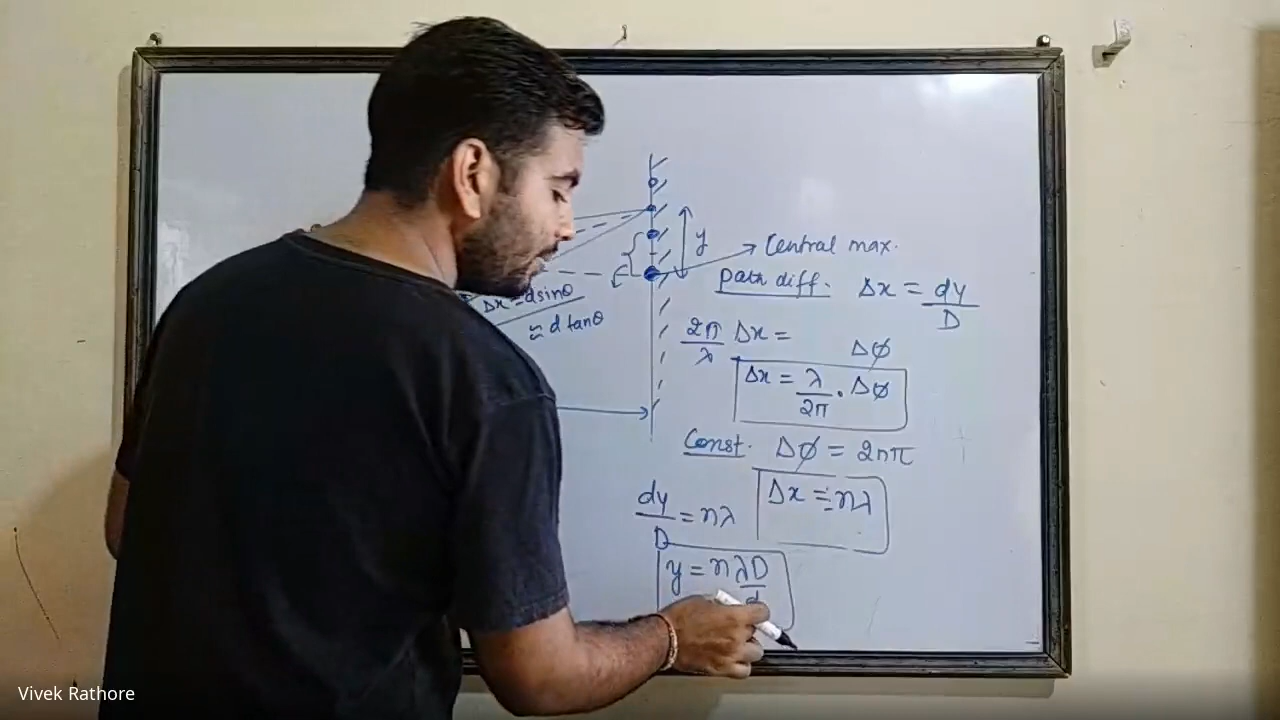 y
Central max.
Path diff. Δx = dy/D
Δx = d sinθ
≈ d tanθ
2π/λ Δx = Δφ
Δx = λ/2π . Δφ
Const. Δφ = 2nπ
Δx = nλ
dy/D = nλ
y = nλD/d
Vivek Rathore